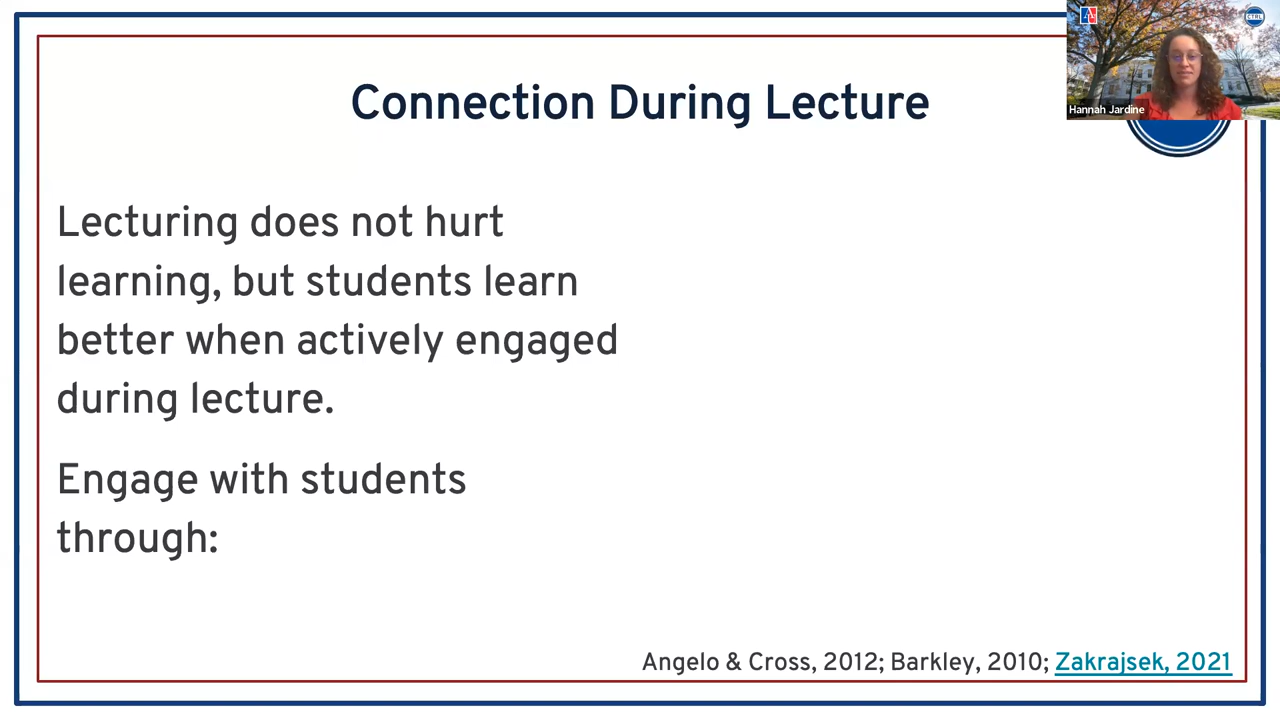 Connection During Lecture
Hannah Jardine
CTRL
Lecturing does not hurt
learning, but students learn
better when actively engaged
during lecture.
Engage with students
through:
Angelo & Cross, 2012; Barkley, 2010; Zakrajsek, 2021